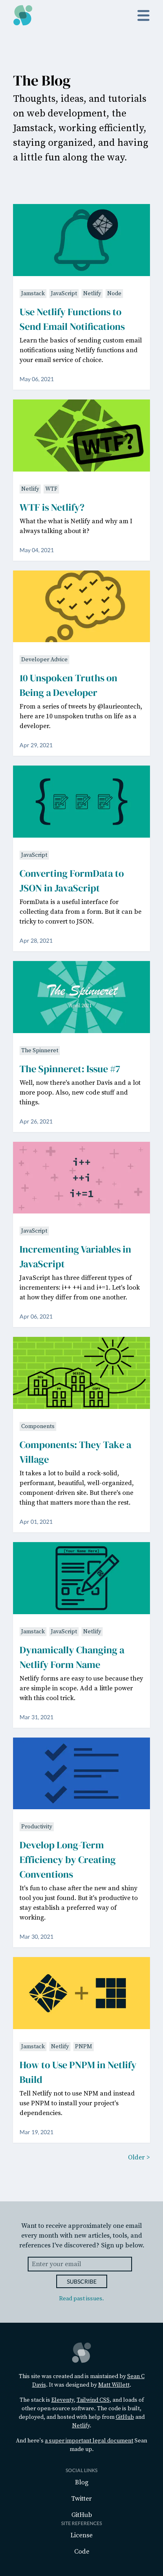 The Blog
Thoughts, ideas, and tutorials
on web development, the
Jamstack, working efficiently,
staying organized, and having
a little fun along the way.
Jamstack JavaScript Netlify Node
Use Netlify Functions to
Send Email Notifications
Learn the basics of sending custom email
notifications using Netlify functions and
your email service of choice.
May 06, 2021
WTF?
Netlify WTF
WTF is Netlify?
What the what is Netlify and why am I
always talking about it?
May 04, 2021
Developer Advice
10 Unspoken Truths on
Being a Developer
From a series of tweets by @laurieontech,
here are 10 unspoken truths on life as a
developer.
Apr 29, 2021
JavaScript
Converting FormData to
JSON in JavaScript
FormData is a useful interface for
collecting data from a form. But it can be
tricky to convert to JSON.
Apr 28, 2021
The Spinneret
The Spinneret
The Spinneret: Issue #7
Well, now there's another Davis and a lot
more poop. Also, new code stuff and
things.
Apr 26, 2021
i++
++i
i+=1
JavaScript
Incrementing Variables in
JavaScript
JavaScript has three different types of
incrementers: i++ ++i and i+=1. Let's look
at how they differ from one another.
Apr 06, 2021
Components
Components: They Take a
Village
It takes a lot to build a rock-solid,
performant, beautiful, well-organized,
component-driven site. But there's one
thing that matters more than the rest.
Apr 01, 2021
[Your Name Here]
Jamstack JavaScript Netlify
Dynamically Changing a
Netlify Form Name
Netlify forms are easy to use because they
are simple in scope. Add a little power
with this cool trick.
Mar 31, 2021
Productivity
Develop Long-Term
Efficiency by Creating
Conventions
It's fun to chase after the new and shiny
tool you just found. But it's productive to
stay establish a preferred way of
working.
Mar 30, 2021
Jamstack Netlify PNPM
How to Use PNPM in Netlify
Build
Tell Netlify not to use NPM and instead
use PNPM to install your project's
dependencies.
Mar 19, 2021
Older >
Want to receive approximately one email
every month with new articles, tools, and
other open-source I've discovered? Sign up below.
Enter your email
SUBSCRIBE
Read past issues.
This site was created and is maintained by Sean C
Davis. It was designed by Matt Willett.
The stack is Eleventy, Tailwind CSS, and loads of
other open-source software. The code is built,
deployed, and hosted with help from GitHub and
Netlify.
And here's a super important legal document Sean
made up.
SOCIAL LINKS
Blog
Twitter
GitHub
SITE REFERENCES
License
Code